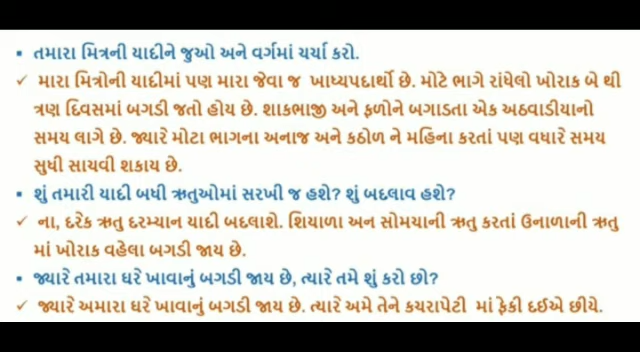 ▪ તમારા મિત્રની યાદીને જુઓ અને વર્ગમાં ચર્ચા કરો.
✓ મારા મિત્રોની યાદીમાં પણ મારા જેવા જ ખાધ્યપદાર્થો છે. મોટે ભાગે રાંધેલો ખોરાક બે થી
ત્રણ દિવસમાં બગડી જતો હોય છે. શાકભાજી અને ફળોને બગાડતા એક અઠવાડીયાનો
સમય લાગે છે. જ્યારે મોટા ભાગના અનાજ અને કઠોળ ને મહિના કરતાં પણ વધારે સમય
સુધી સાચવી શકાય છે.
▪ શું તમારી યાદી બધી ઋતુઓમાં સરખી જ હશે? શું બદલાવ હશે?
✓ ના, દરેક ઋતુ દરમ્યાન યાદી બદલાશે. શિયાળા અન સોમયાની ઋતુ કરતાં ઉનાળાની ઋતુ
માં ખોરાક વહેલા બગડી જાય છે.
▪ જ્યારે તમારા ઘરે ખાવાનું બગડી જાય છે, ત્યારે તમે શું કરો છો?
✓ જ્યારે અમારા ઘરે ખાવાનું બગડી જાય છે. ત્યારે અમે તેને કચરાપેટી માં ફેકી દઈએ છીયે.